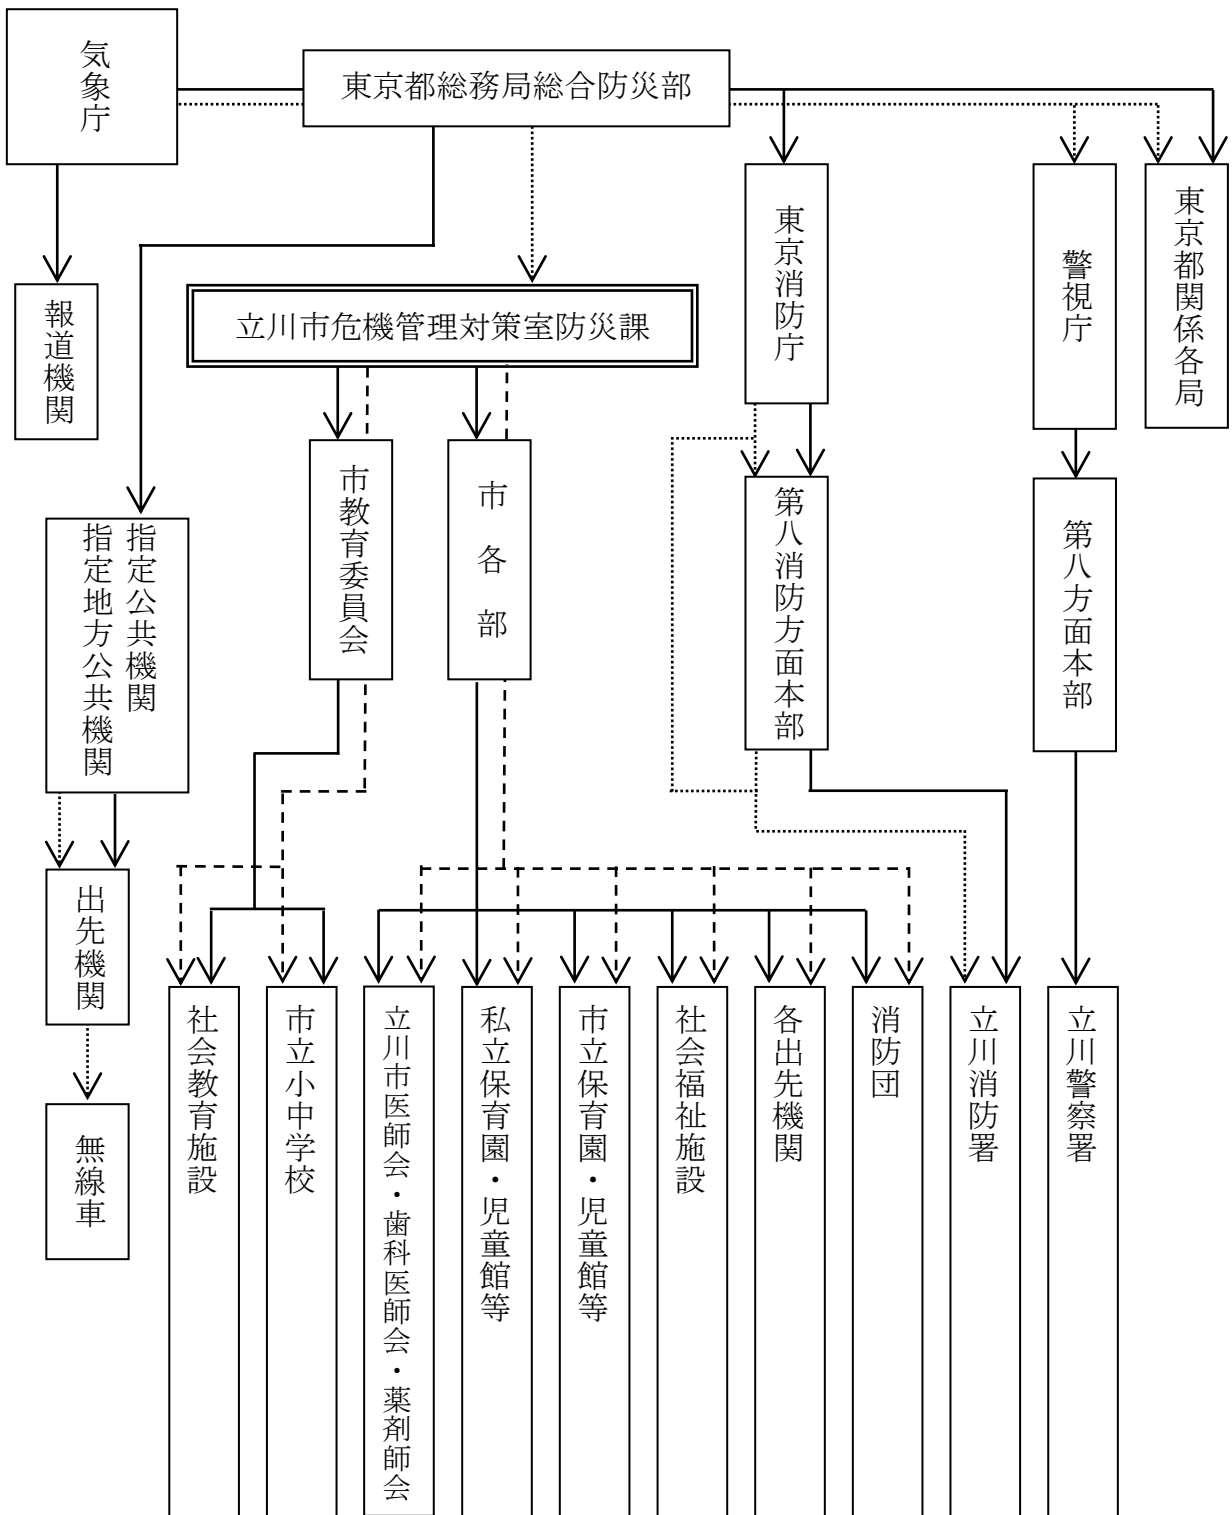 気象庁
東京都総務局総合防災部
東京消防庁
警視庁
東京都関係各局
報道機関
立川市危機管理対策室防災課
市教育委員会
市各部
第八消防方面本部
第八方面本部
指定公共機関
指定地方公共機関
出先機関
無線車
社会教育施設
市立小中学校
立川市医師会・歯科医師会・薬剤師会
私立保育園・児童館等
市立保育園・児童館等
社会福祉施設
各出先機関
消防団
立川消防署
立川警察署